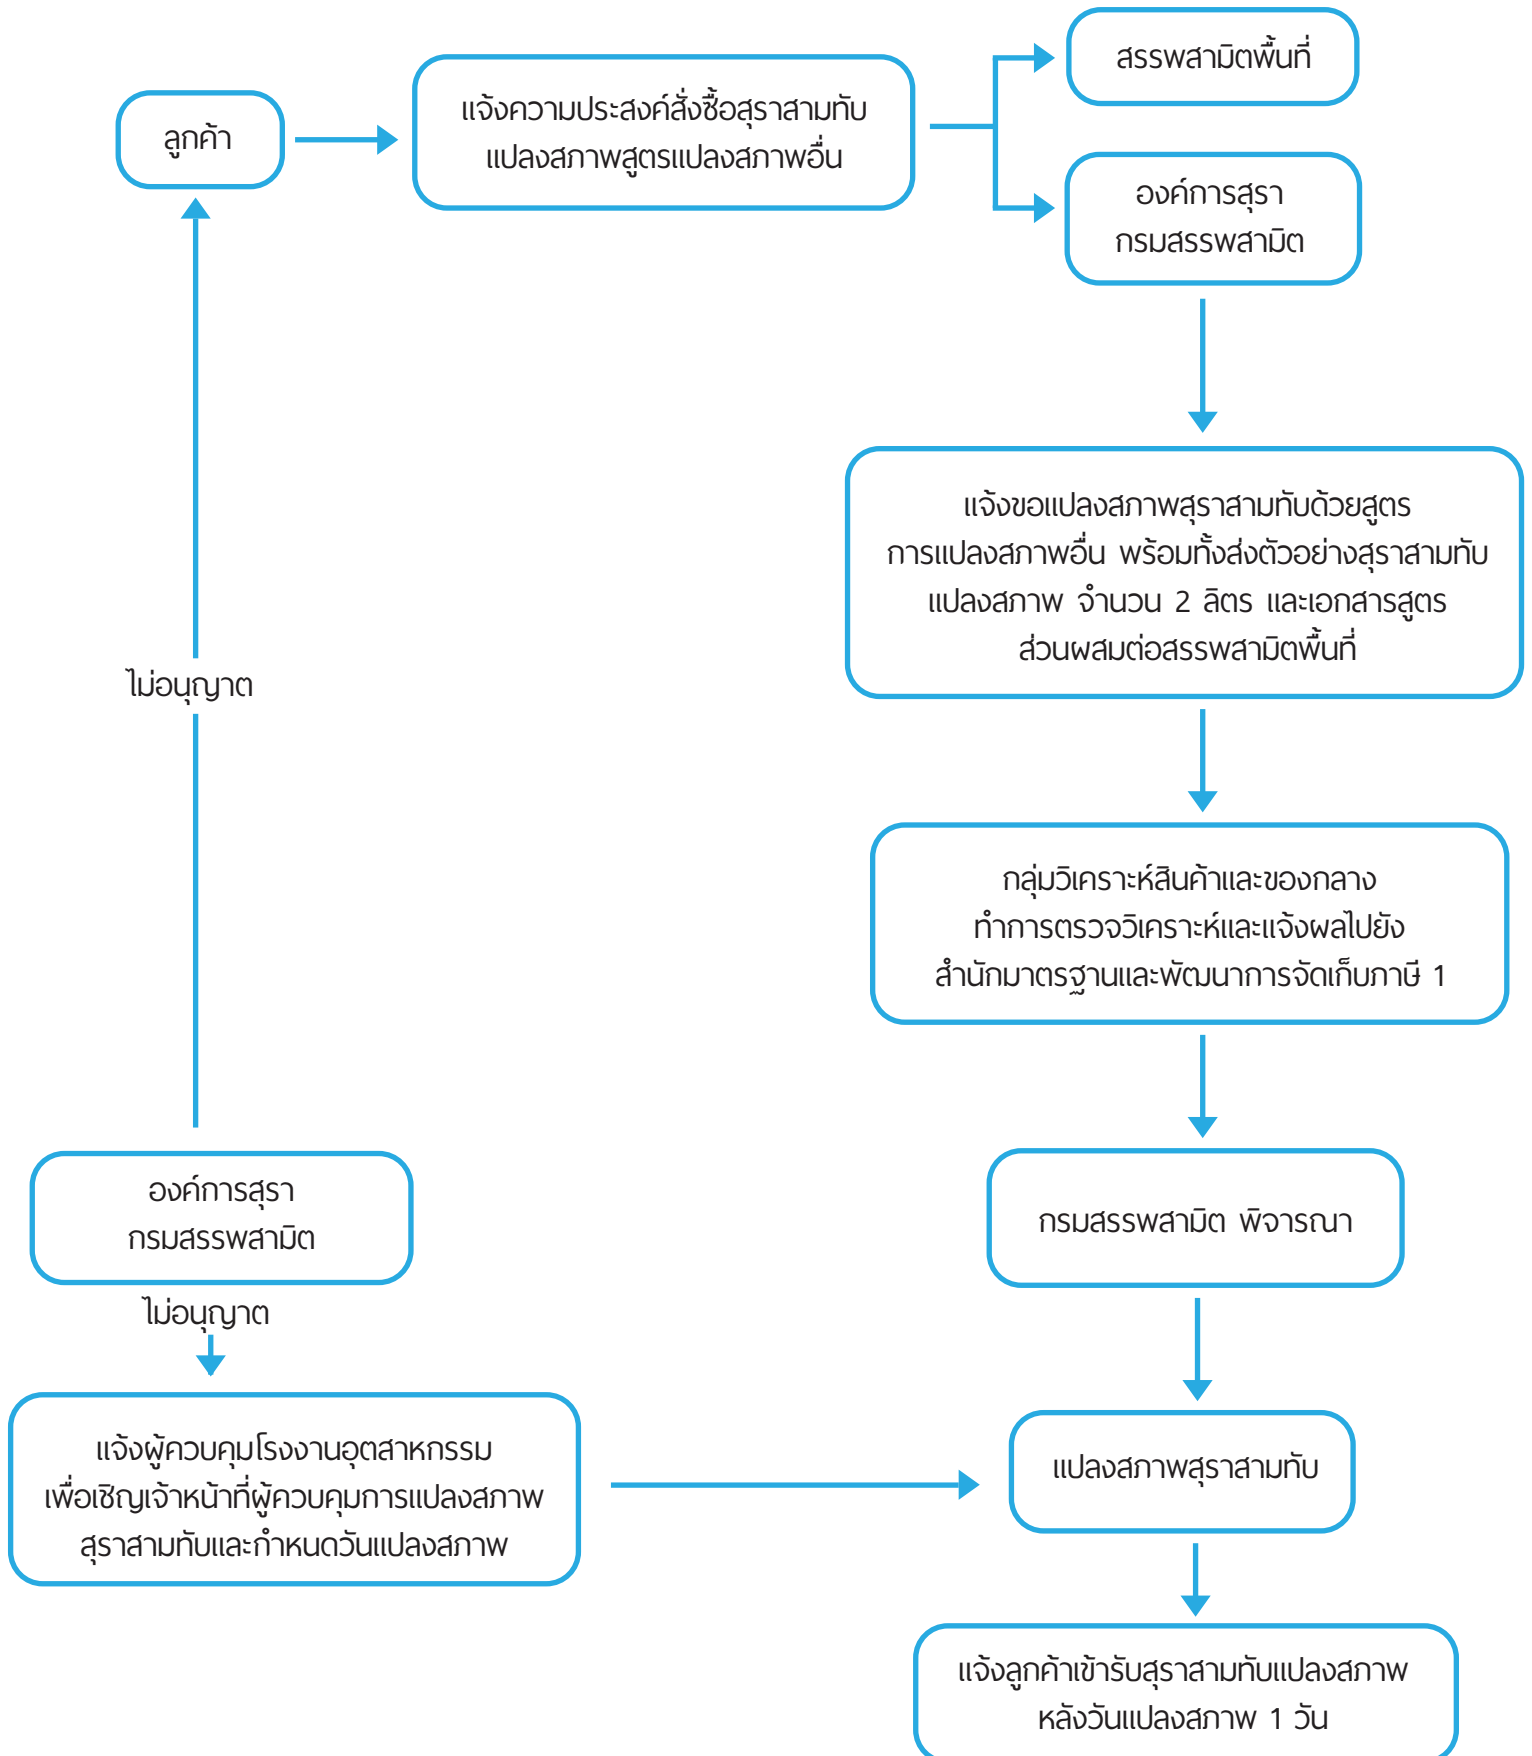 ลูกค้า
แจ้งความประสงค์สั่งซื้อสุราสามทับ
แปลงสภาพสูตรแปลงสภาพอื่น
สรรพสามิตพื้นที่
องค์การสุรา
กรมสรรพสามิต
แจ้งขอแปลงสภาพสุราสามทับด้วยสูตร
การแปลงสภาพอื่น พร้อมทั้งส่งตัวอย่างสุราสามทับ
แปลงสภาพ จำนวน 2 ลิตร และเอกสารสูตร
ส่วนผสมต่อสรรพสามิตพื้นที่
กลุ่มวิเคราะห์สินค้าและของกลาง
ทำการตรวจวิเคราะห์และแจ้งผลไปยัง
สำนักมาตรฐานและพัฒนาการจัดเก็บภาษี 1
กรมสรรพสามิต พิจารณา
ไม่อนุญาต
องค์การสุรา
กรมสรรพสามิต
ไม่อนุญาต
แจ้งผู้ควบคุมโรงงานอุตสาหกรรม
เพื่อเชิญเจ้าหน้าที่ผู้ควบคุมการแปลงสภาพ
สุราสามทับและกำหนดวันแปลงสภาพ
แปลงสภาพสุราสามทับ
แจ้งลูกค้าเข้ารับสุราสามทับแปลงสภาพ
หลังวันแปลงสภาพ 1 วัน